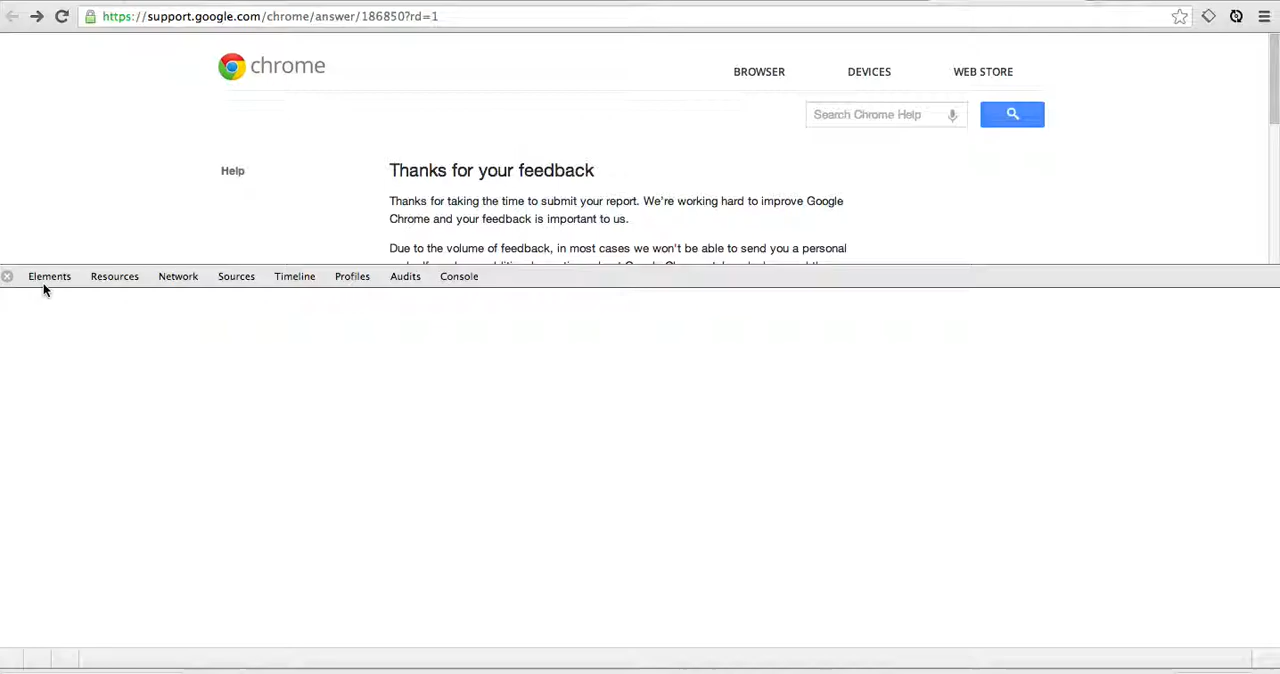 https://support.google.com/chrome/answer/186850?rd=1
chrome
BROWSER DEVICES WEB STORE
Search Chrome Help
Help
Thanks for your feedback
Thanks for taking the time to submit your report. We're working hard to improve Google
Chrome and your feedback is important to us.
Due to the volume of feedback, in most cases we won't be able to send you a personal
Elements Resources Network Sources Timeline Profiles Audits Console